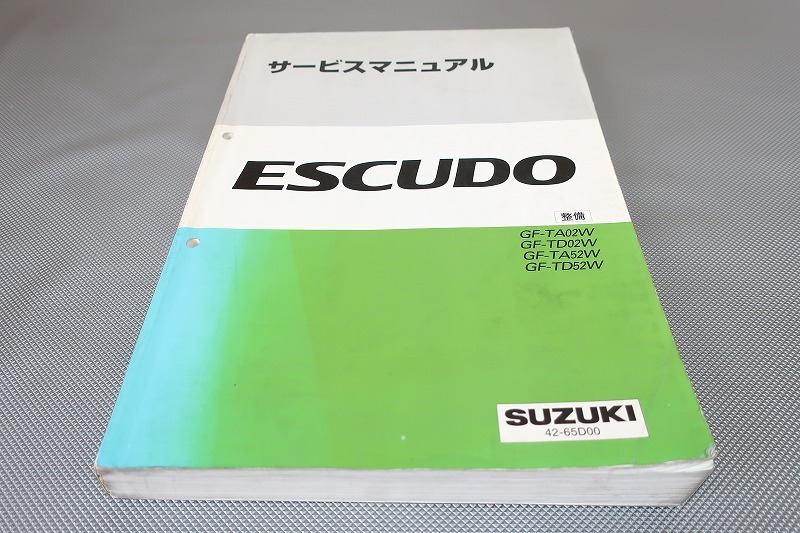 サービスマニュアル
ESCUDO
整備
GF-TA02W
GF-TD02W
GF-TA52W
GF-TD52W
SUZUKI
42-65D00